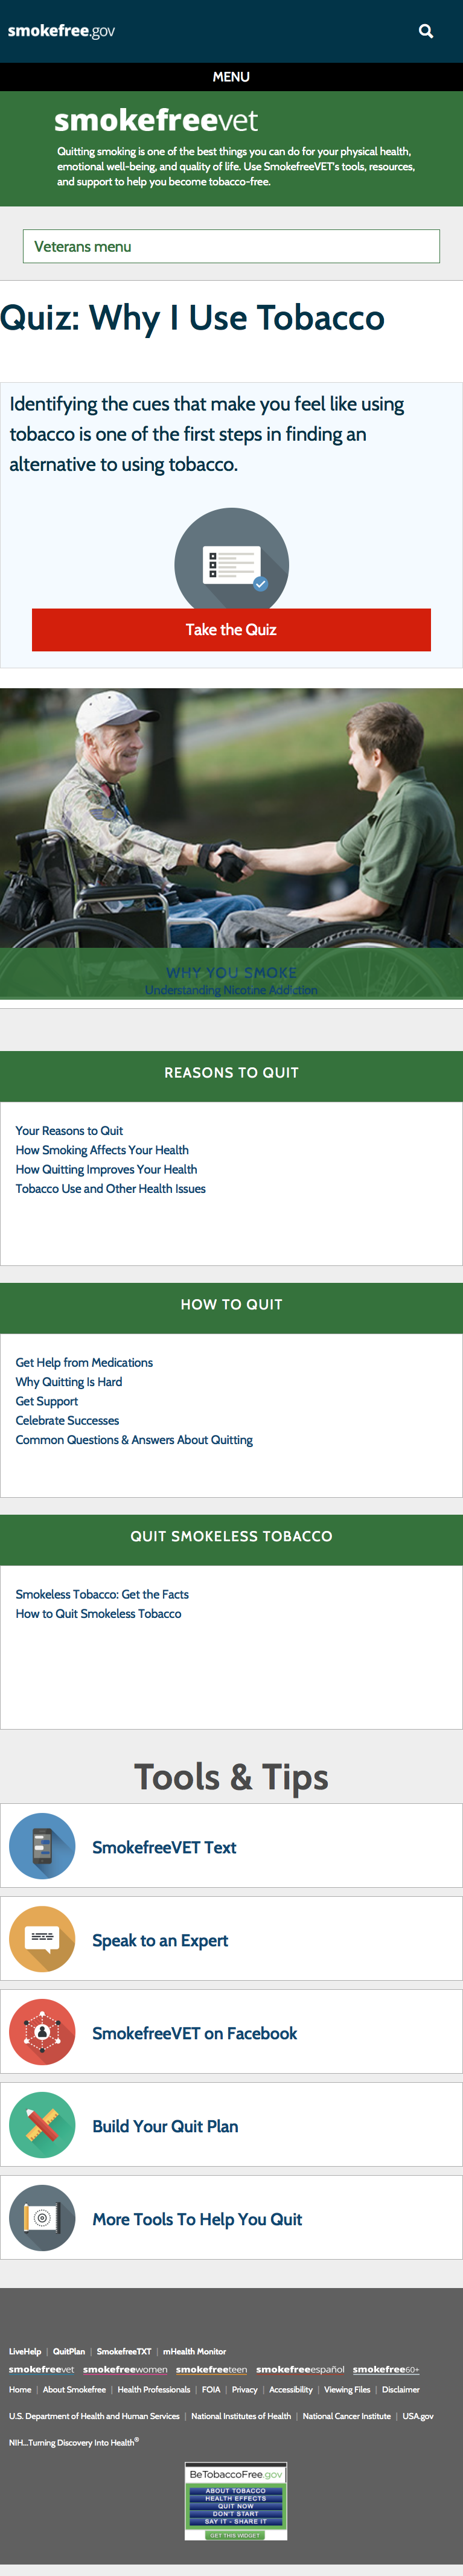 smokefree.gov
MENU
smokefreevet
Quitting smoking is one of the best things you can do for your physical health,
emotional well-being, and quality of life. Use SmokefreeVET's tools, resources,
and support to help you become tobacco-free.
Veterans menu
Quiz: Why I Use Tobacco
Identifying the cues that make you feel like using
tobacco is one of the first steps in finding an
alternative to using tobacco.
Take the Quiz
WHY YOU SMOKE
Understanding Nicotine Addiction
REASONS TO QUIT
Your Reasons to Quit
How Smoking Affects Your Health
How Quitting Improves Your Health
Tobacco Use and Other Health Issues
HOW TO QUIT
Get Help from Medications
Why Quitting Is Hard
Get Support
Celebrate Successes
Common Questions & Answers About Quitting
QUIT SMOKELESS TOBACCO
Smokeless Tobacco: Get the Facts
How to Quit Smokeless Tobacco
Tools & Tips
SmokefreeVET Text
Speak to an Expert
SmokefreeVET on Facebook
Build Your Quit Plan
More Tools To Help You Quit
LiveHelp | QuitPlan | SmokefreeTXT | mHealth Monitor
smokefreevet smokefreewomen smokefreeteen smokefreeespañol smokefree60+
Home | About Smokefree | Health Professionals | FOIA | Privacy | Accessibility | Viewing Files | Disclaimer
U.S. Department of Health and Human Services | National Institutes of Health | National Cancer Institute | USA.gov
NIH...Turning Discovery Into Health®
BeTobaccoFree.gov
ABOUT TOBACCO
HEALTH EFFECTS
QUIT NOW
DON'T START
SAY IT - SHARE IT
GET THIS WIDGET